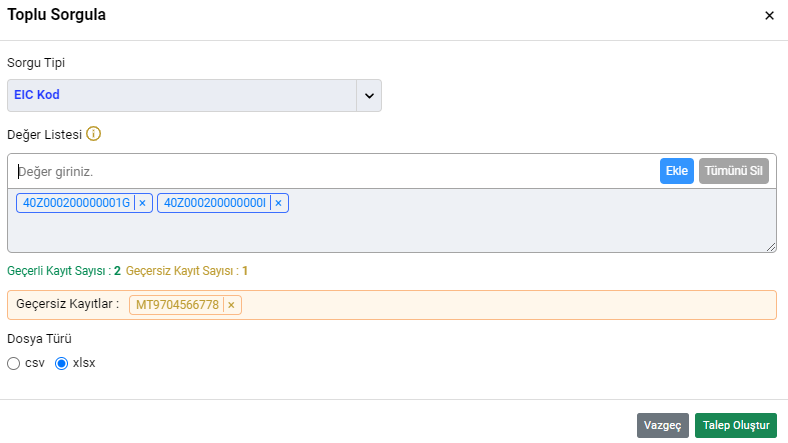 Toplu Sorgula ×
Sorgu Tipi
EIC Kod
Değer Listesi
Değer giriniz. Ekle Tümünü Sil
40Z000200000001G × 40Z000200000000I ×
Geçerli Kayıt Sayısı : 2 Geçersiz Kayıt Sayısı : 1
Geçersiz Kayıtlar : MT9704566778 ×
Dosya Türü
csv xlsx
Vazgeç Talep Oluştur